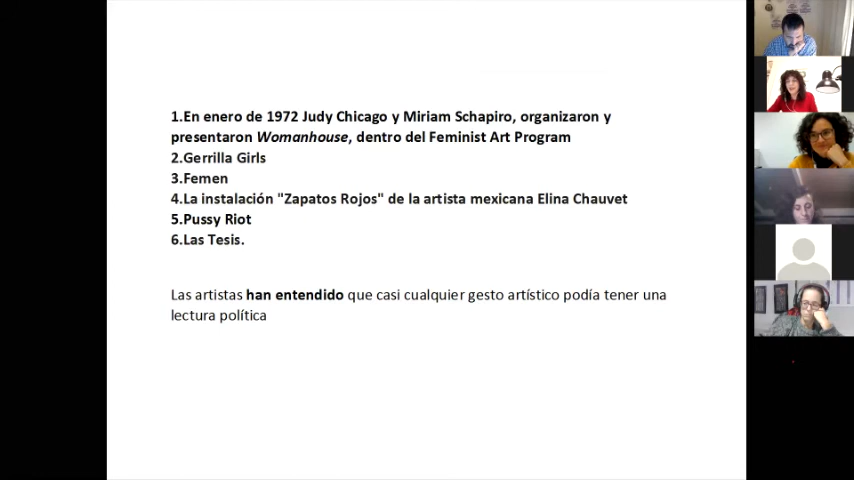 1.En enero de 1972 Judy Chicago y Miriam Schapiro, organizaron y
presentaron Womanhouse, dentro del Feminist Art Program
2.Gerrilla Girls
3.Femen
4.La instalación "Zapatos Rojos" de la artista mexicana Elina Chauvet
5.Pussy Riot
6.Las Tesis.
Las artistas han entendido que casi cualquier gesto artístico podía tener una
lectura política